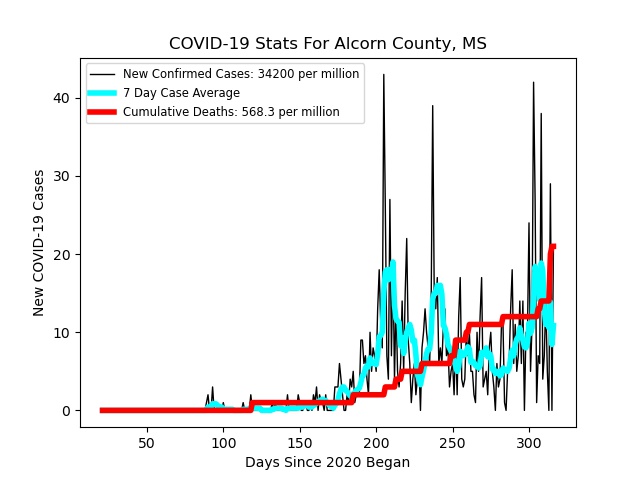 COVID-19 Stats For Alcorn County, MS
New Confirmed Cases: 34200 per million
7 Day Case Average
Cumulative Deaths: 568.3 per million
New COVID-19 Cases
40
30
20
10
0
50 100 150 200 250 300
Days Since 2020 Began